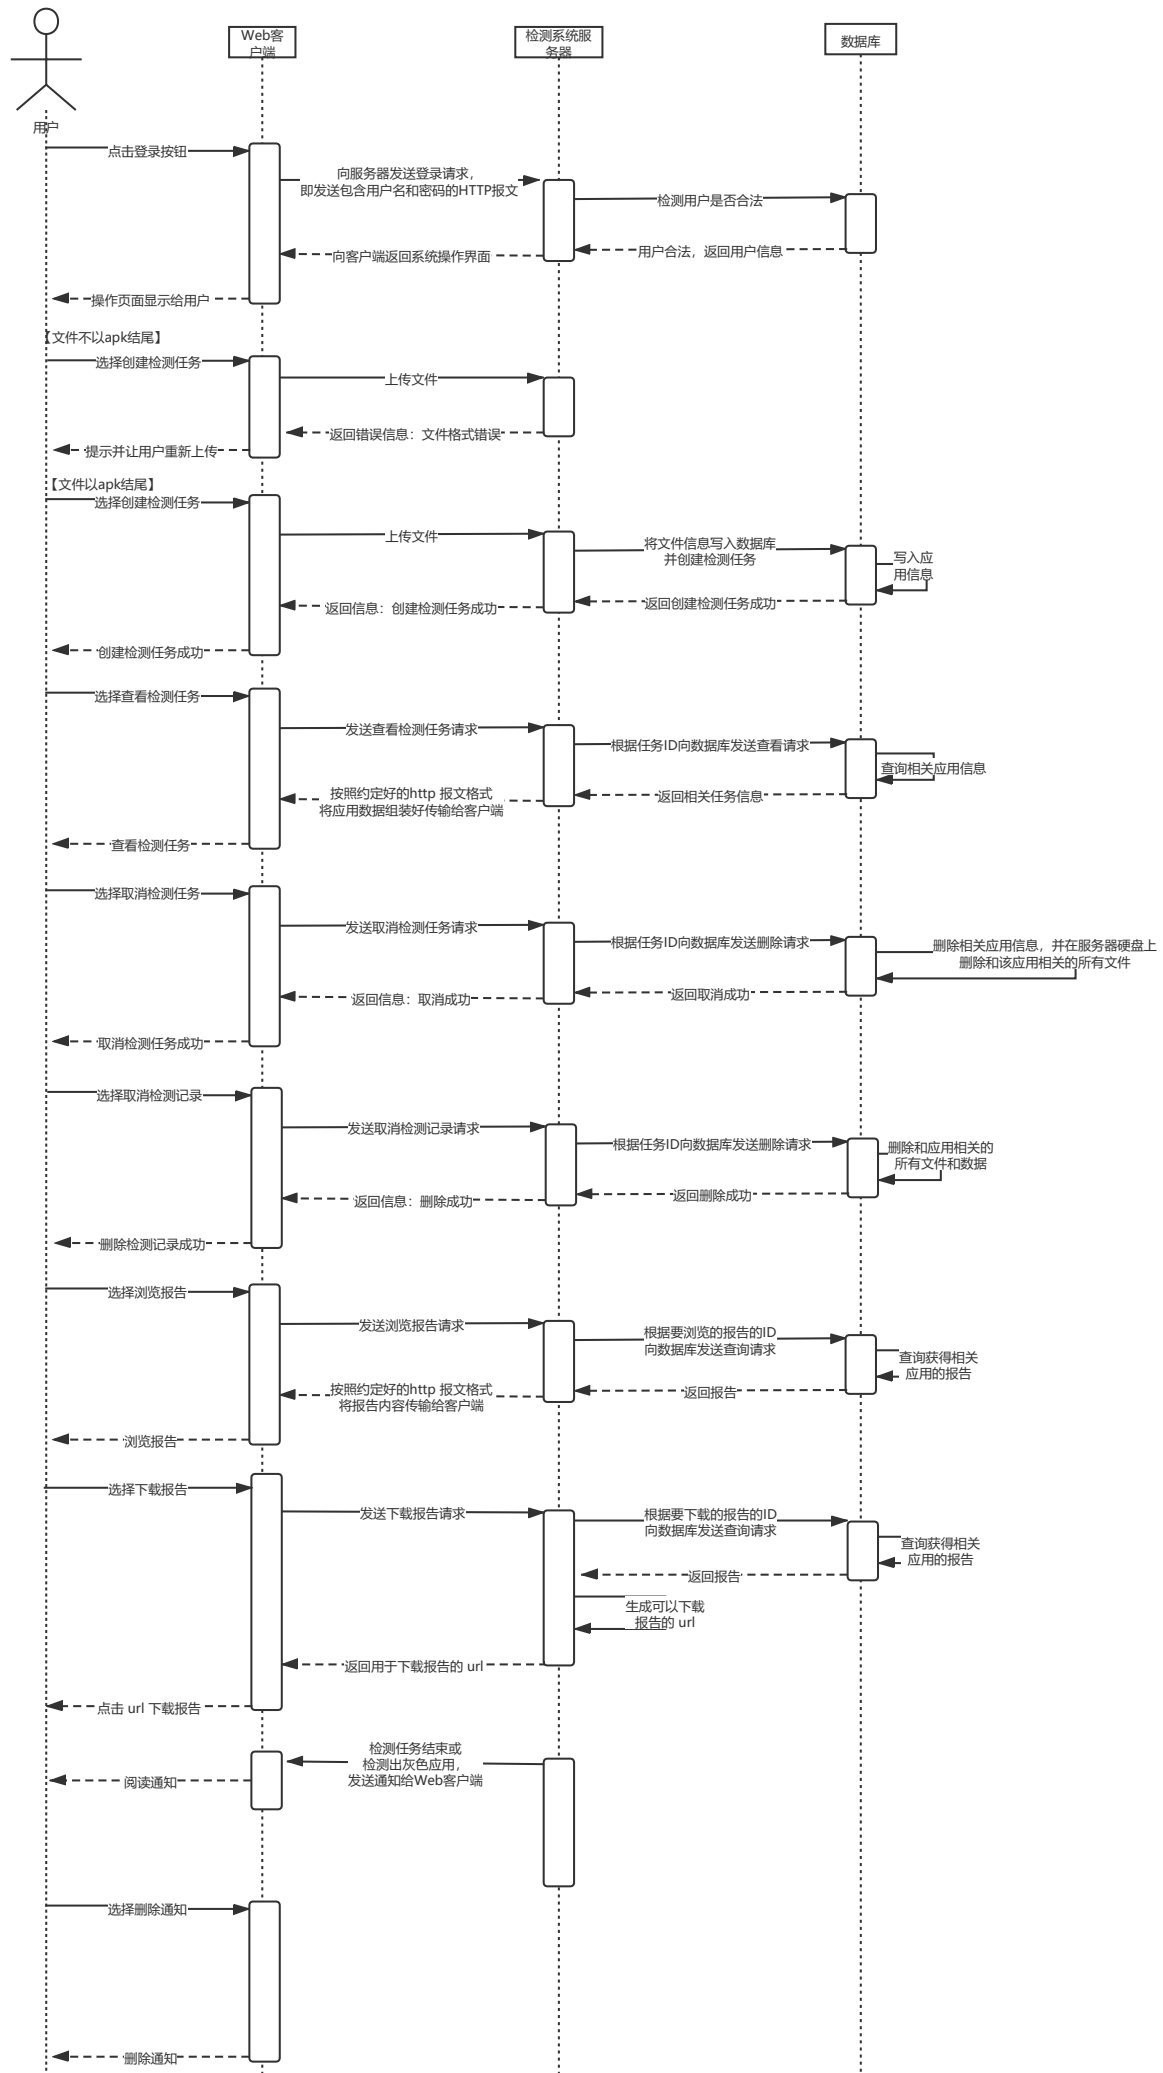 Web客
户端
检测系统服
务器
数据库
用户
点击登录按钮
向服务器发送登录请求，
即发送包含用户名和密码的HTTP报文
检测用户是否合法
用户合法，返回用户信息
向客户端返回系统操作界面
操作页面显示给用户
【文件不以apk结尾】
选择创建检测任务
上传文件
返回错误信息：文件格式错误
提示并让用户重新上传
【文件以apk结尾】
选择创建检测任务
上传文件
将文件信息写入数据库
并创建检测任务
写入应
用信息
返回创建检测任务成功
返回信息：创建检测任务成功
创建检测任务成功
选择查看检测任务
发送查看检测任务请求
根据任务ID向数据库发送查看请求
查询相关应用信息
返回相关任务信息
按照约定好的http 报文格式
将应用数据组装好传输给客户端
查看检测任务
选择取消检测任务
发送取消检测任务请求
根据任务ID向数据库发送删除请求
删除相关应用信息，并在服务器硬盘上
删除和该应用相关的所有文件
返回取消成功
返回信息：取消成功
取消检测任务成功
选择取消检测记录
发送取消检测记录请求
根据任务ID向数据库发送删除请求
删除和应用相关的
所有文件和数据
返回删除成功
返回信息：删除成功
删除检测记录成功
选择浏览报告
发送浏览报告请求
根据要浏览的报告的ID
向数据库发送查询请求
查询获得相关
应用的报告
返回报告
按照约定好的http 报文格式
将报告内容传输给客户端
浏览报告
选择下载报告
发送下载报告请求
根据要下载的报告的ID
向数据库发送查询请求
查询获得相关
应用的报告
返回报告
生成可以下载
报告的 url
返回用于下载报告的 url
点击 url 下载报告
检测任务结束或
检测出灰色应用，
发送通知给Web客户端
阅读通知
选择删除通知
删除通知